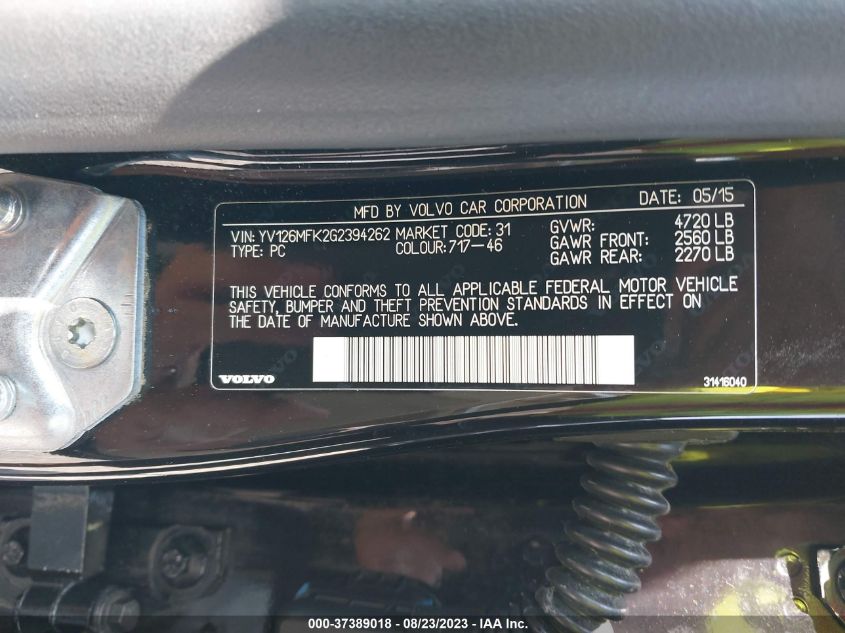 MFD BY VOLVO CAR CORPORATION DATE: 05/15
VIN: YV126MFK2G2394262 MARKET CODE: 31 GVWR: 4720 LB
TYPE: PC COLOUR: 717-46 GAWR FRONT: 2560 LB
GAWR REAR: 2270 LB
THIS VEHICLE CONFORMS TO ALL APPLICABLE FEDERAL MOTOR VEHICLE
SAFETY, BUMPER AND THEFT PREVENTION STANDARDS IN EFFECT ON
THE DATE OF MANUFACTURE SHOWN ABOVE.
VOLVO 31416040
000-37389018 - 08/23/2023 - IAA Inc.